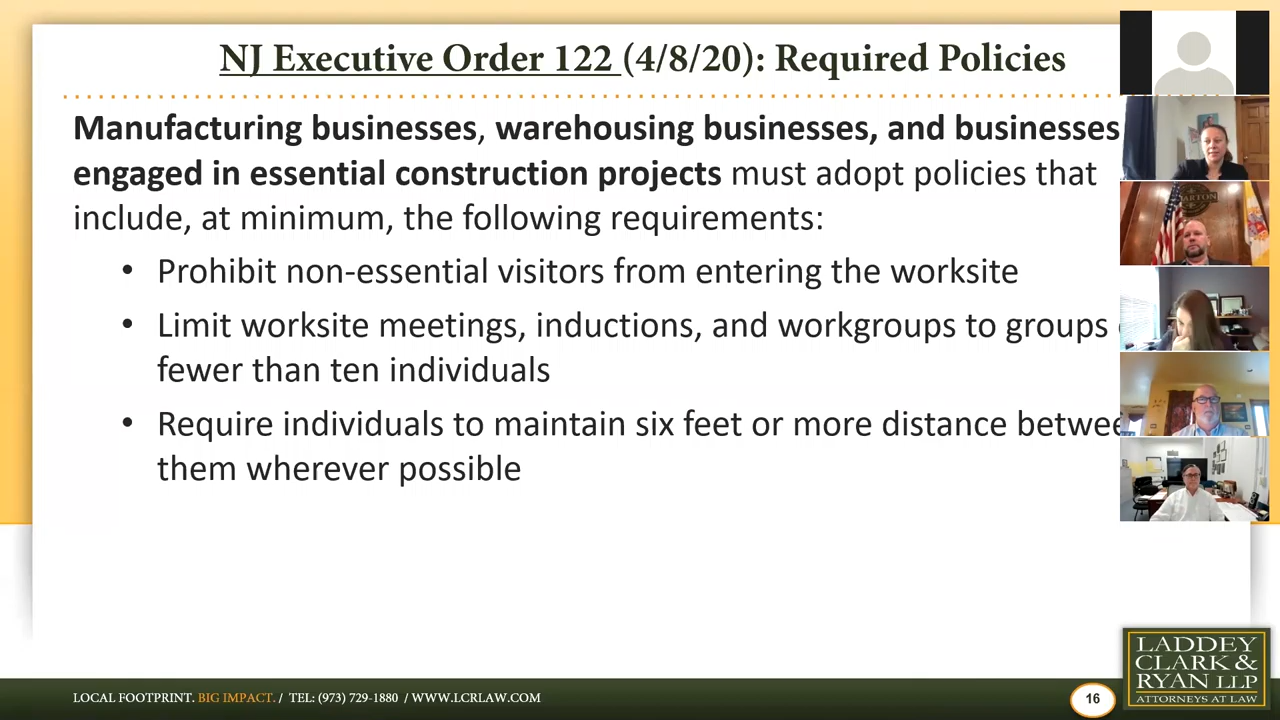 NJ Executive Order 122 (4/8/20): Required Policies
Manufacturing businesses, warehousing businesses, and businesses
engaged in essential construction projects must adopt policies that
include, at minimum, the following requirements:
• Prohibit non-essential visitors from entering the worksite
• Limit worksite meetings, inductions, and workgroups to groups
fewer than ten individuals
• Require individuals to maintain six feet or more distance betwee
them wherever possible
LADDEY
CLARK &
RYAN LLP
ATTORNEYS AT LAW
LOCAL FOOTPRINT. BIG IMPACT. / TEL: (973) 729-1880 / WWW.LCRLAW.COM
16